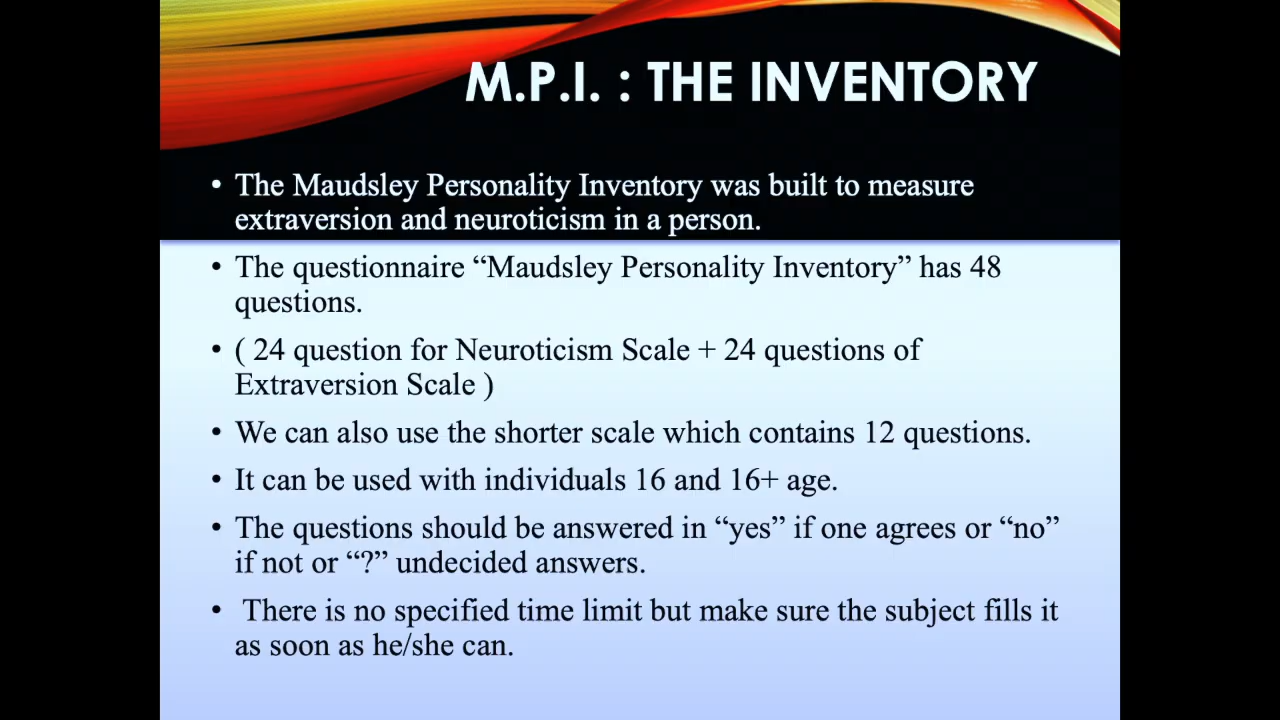 M.P.I. : THE INVENTORY
• The Maudsley Personality Inventory was built to measure
extraversion and neuroticism in a person.
• The questionnaire “Maudsley Personality Inventory” has 48
questions.
• ( 24 question for Neuroticism Scale + 24 questions of
Extraversion Scale )
• We can also use the shorter scale which contains 12 questions.
• It can be used with individuals 16 and 16+ age.
• The questions should be answered in “yes” if one agrees or “no”
if not or “?” undecided answers.
• There is no specified time limit but make sure the subject fills it
as soon as he/she can.